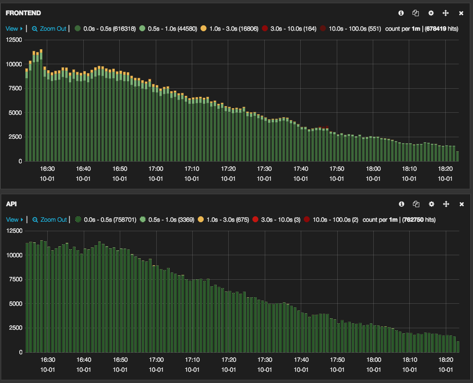 FRONTEND
View Zoom Out 0.0s - 0.5s (616318) 0.5s - 1.0s (44580) 1.0s - 3.0s (16806) 3.0s - 10.0s (164) 10.0s - 100.0s (551) count per 1m | (678419 hits)
12500
10000
7500
5000
2500
0
16:30 16:40 16:50 17:00 17:10 17:20 17:30 17:40 17:50 18:00 18:10 18:20
10-01 10-01 10-01 10-01 10-01 10-01 10-01 10-01 10-01 10-01 10-01 10-01
API
View Zoom Out 0.0s - 0.5s (758701) 0.5s - 1.0s (3369) 1.0s - 3.0s (675) 3.0s - 10.0s (3) 10.0s - 100.0s (2) count per 1m | (762750 hits)
12500
10000
7500
5000
2500
0
16:30 16:40 16:50 17:00 17:10 17:20 17:30 17:40 17:50 18:00 18:10 18:20
10-01 10-01 10-01 10-01 10-01 10-01 10-01 10-01 10-01 10-01 10-01 10-01